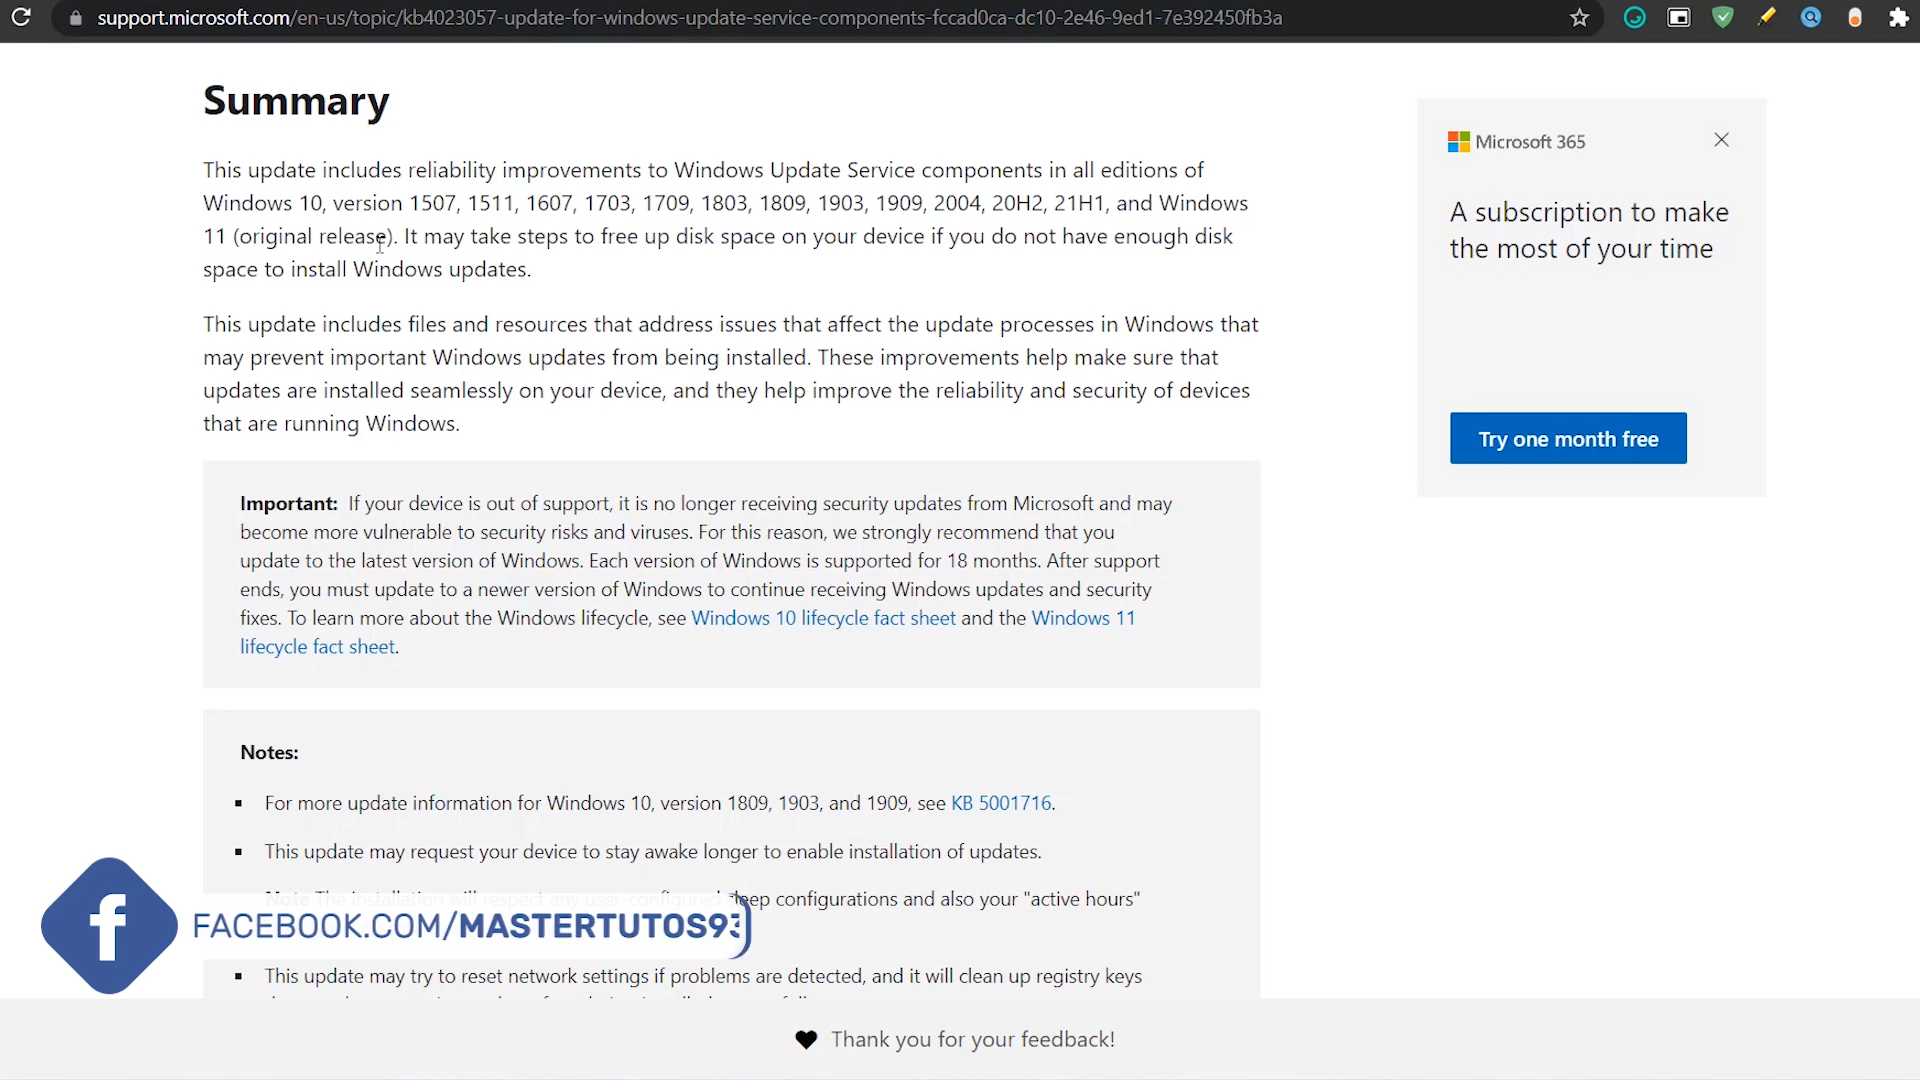 support.microsoft.com/en-us/topic/kb4023057-update-for-windows-update-service-components-fccad0ca-dc10-2e46-9ed1-7e392450fb3a
Summary
This update includes reliability improvements to Windows Update Service components in all editions of
Windows 10, version 1507, 1511, 1607, 1703, 1709, 1803, 1809, 1903, 1909, 2004, 20H2, 21H1, and Windows
11 (original release). It may take steps to free up disk space on your device if you do not have enough disk
space to install Windows updates.
This update includes files and resources that address issues that affect the update processes in Windows that
may prevent important Windows updates from being installed. These improvements help make sure that
updates are installed seamlessly on your device, and they help improve the reliability and security of devices
that are running Windows.
Important: If your device is out of support, it is no longer receiving security updates from Microsoft and may
become more vulnerable to security risks and viruses. For this reason, we strongly recommend that you
update to the latest version of Windows. Each version of Windows is supported for 18 months. After support
ends, you must update to a newer version of Windows to continue receiving Windows updates and security
fixes. To learn more about the Windows lifecycle, see Windows 10 lifecycle fact sheet and the Windows 11
lifecycle fact sheet.
Notes:
▪ For more update information for Windows 10, version 1809, 1903, and 1909, see KB 5001716.
▪ This update may request your device to stay awake longer to enable installation of updates.
Note The installation will respect any user-configured sleep configurations and also your "active hours"
▪ This update may try to reset network settings if problems are detected, and it will clean up registry keys
Microsoft 365
A subscription to make
the most of your time
Try one month free
f FACEBOOK.COM/MASTERTUTOS93
Thank you for your feedback!